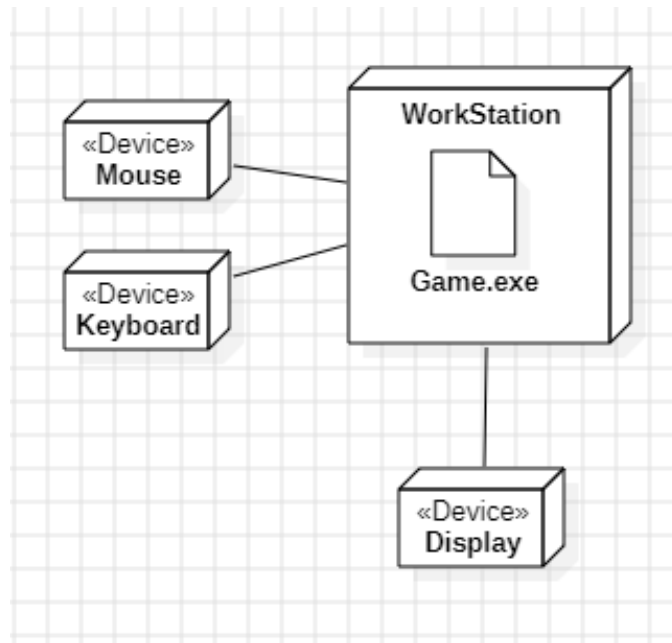 «Device»
Mouse
«Device»
Keyboard
WorkStation
Game.exe
«Device»
Display